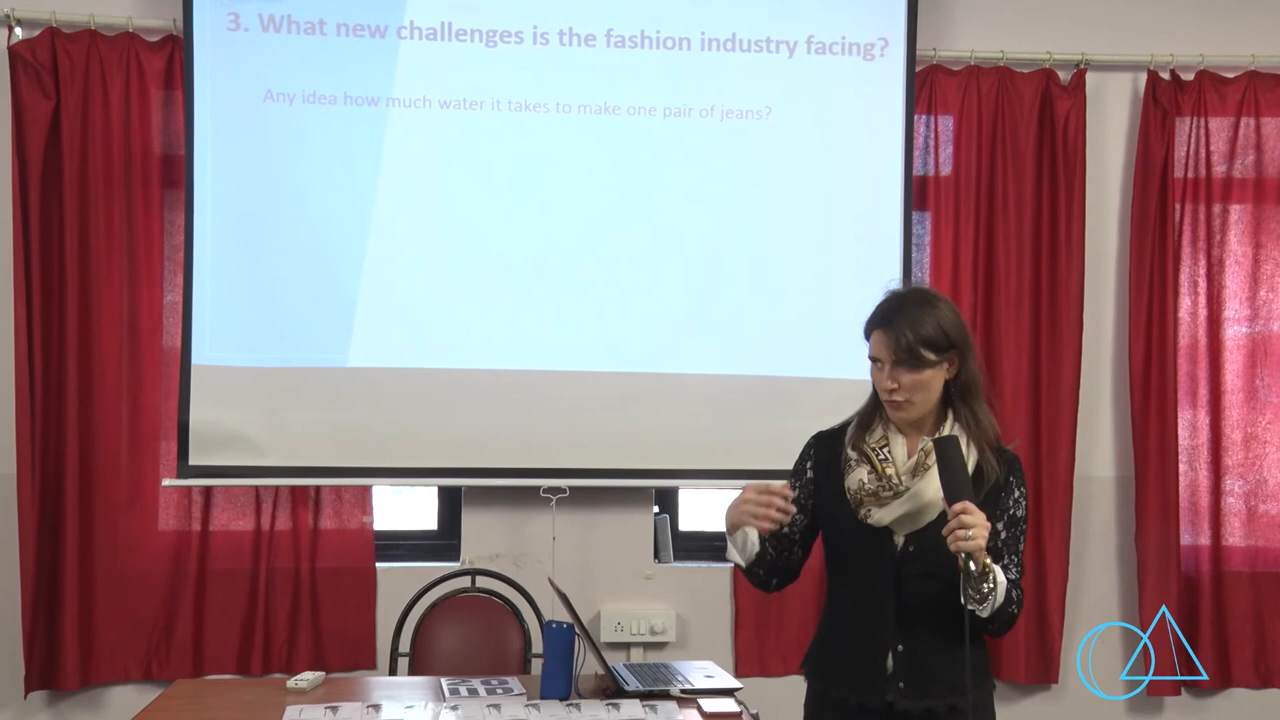 3. What new challenges is the fashion industry facing?
Any idea how much water it takes to make one pair of jeans?